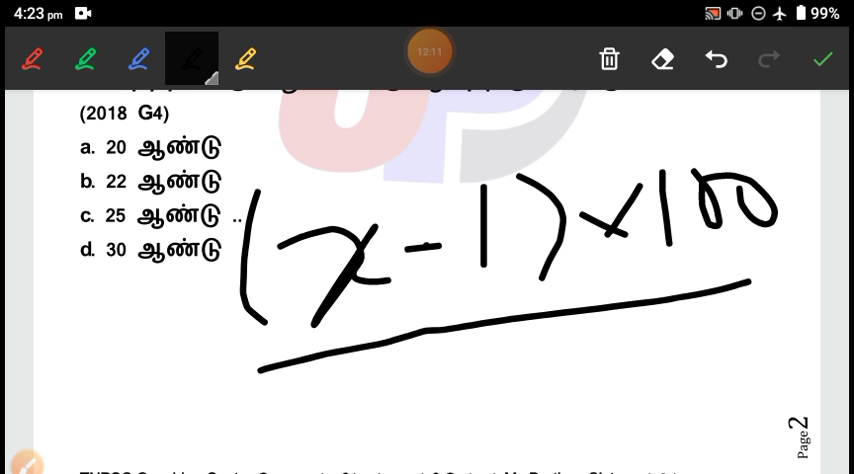 4:23 pm
99%
12:11
(2018 G4)
a. 20 ஆண்டு
b. 22 ஆண்டு
c. 25 ஆண்டு ..
d. 30 ஆண்டு
(x - 1) × 100
Page 2